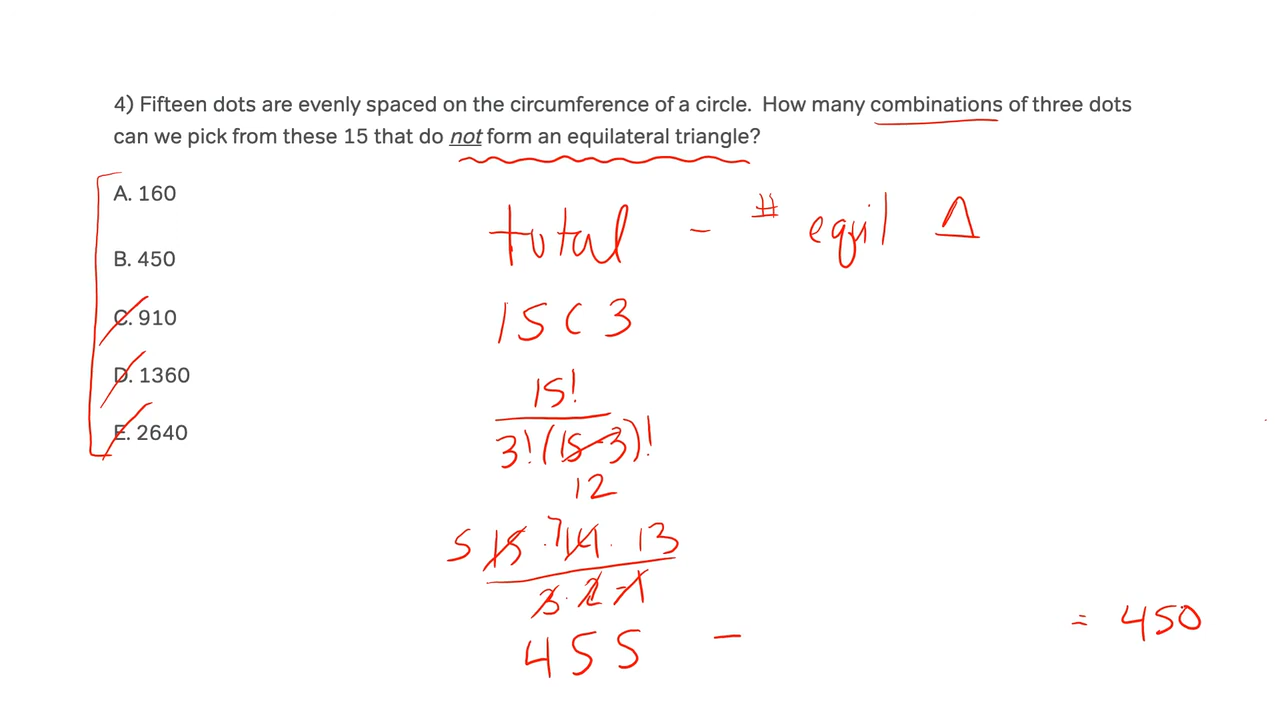 4) Fifteen dots are evenly spaced on the circumference of a circle. How many combinations of three dots
can we pick from these 15 that do not form an equilateral triangle?
A. 160
B. 450
C. 910
D. 1360
E. 2640
total - # equil Δ
15 C 3
15!
3! (15-3)!
12
5 15 · 7 14 · 13
3 · 2 · 1
455 - = 450